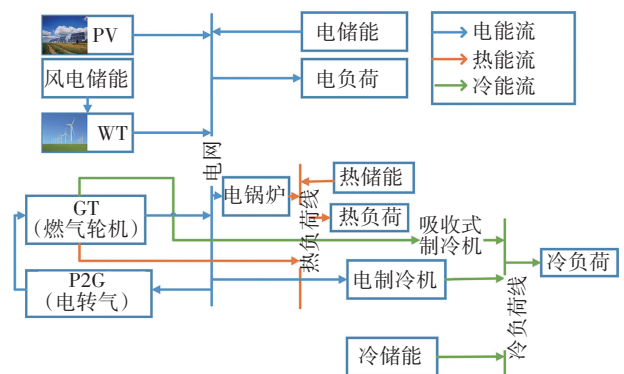 PV
电储能
电能流
热能流
冷能流
风电储能
电负荷
WT
电网
电锅炉
热储能
热负荷
热负荷线
GT
(燃气轮机)
吸收式
制冷机
冷负荷
P2G
(电转气)
电制冷机
冷负荷线
冷储能